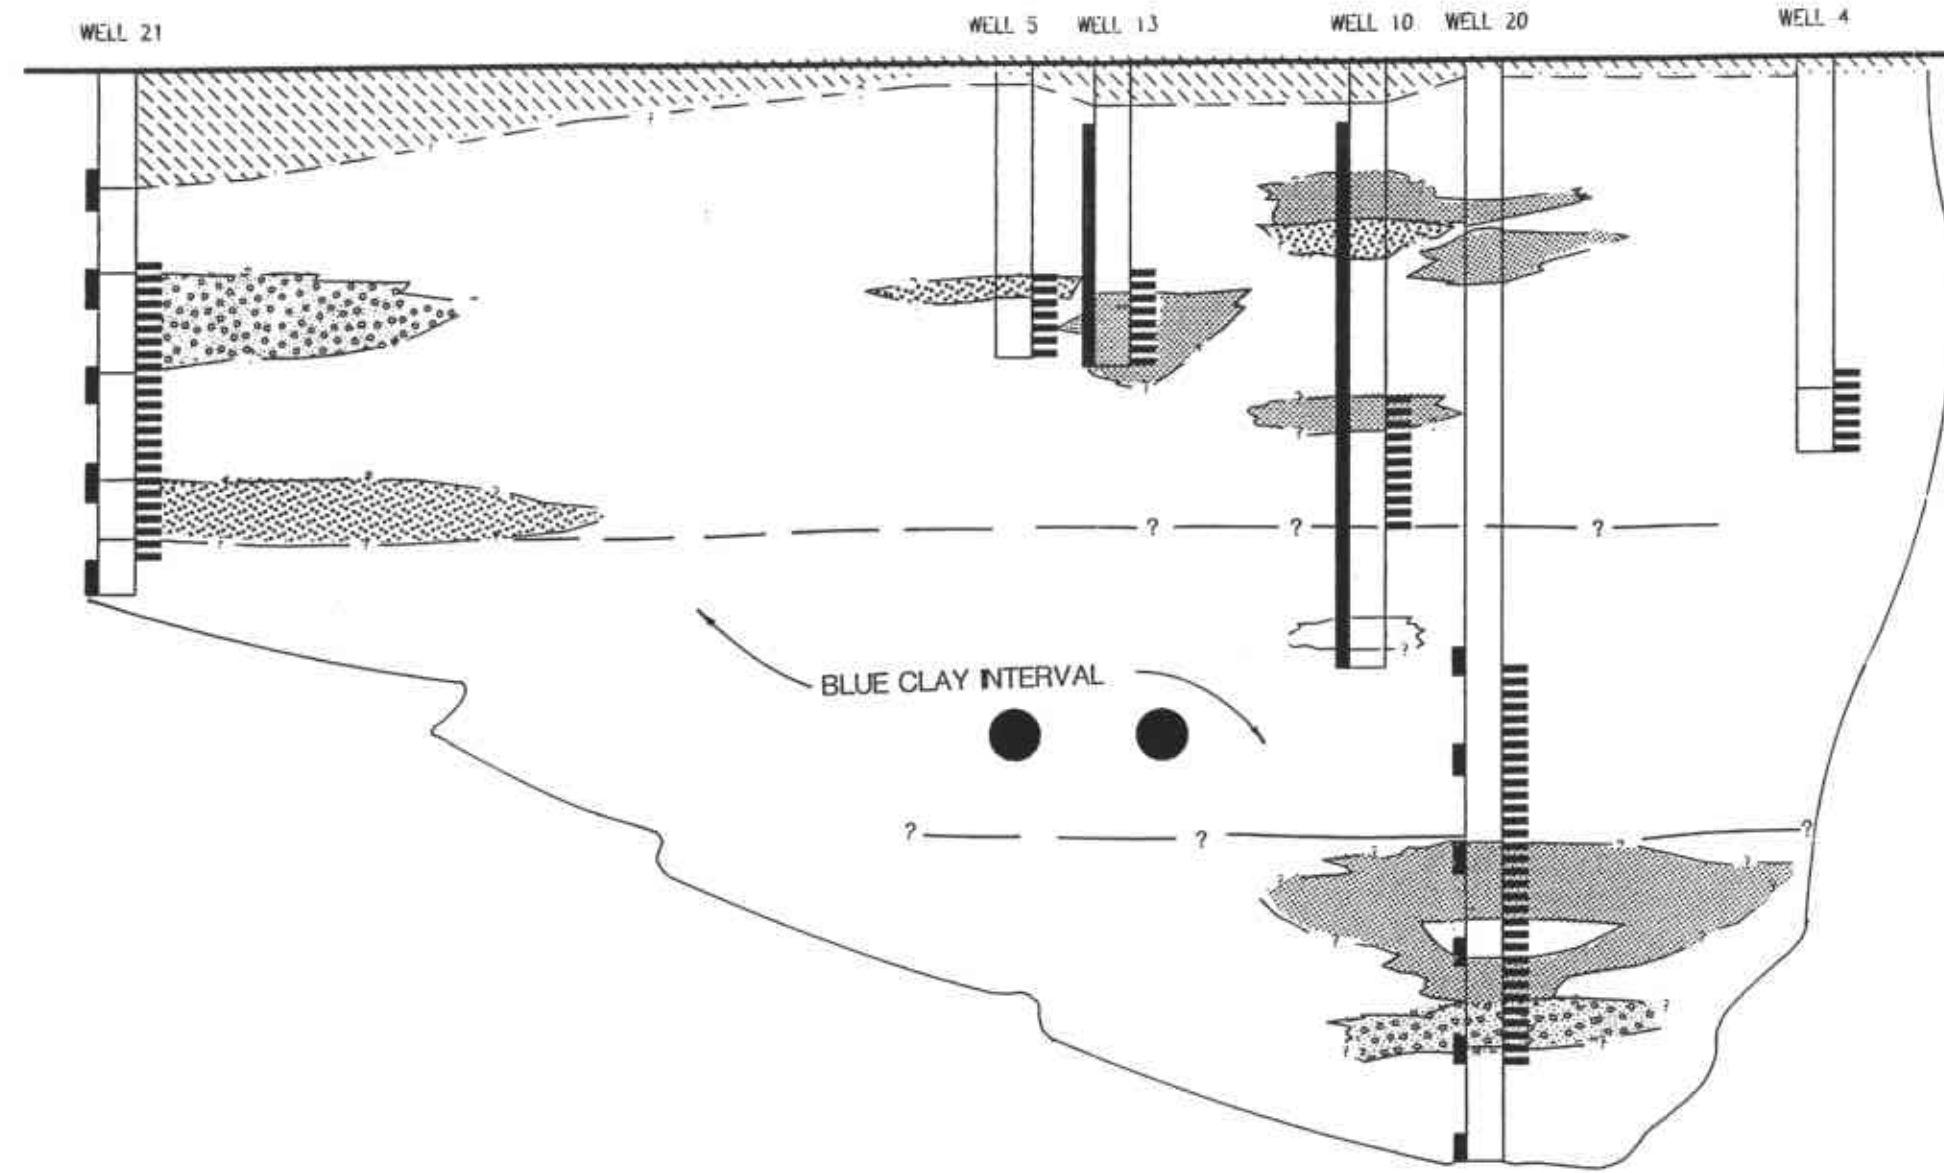 WELL 21
WELL 5
WELL 13
WELL 10
WELL 20
WELL 4
?
?
?
BLUE CLAY INTERVAL
?
?
?